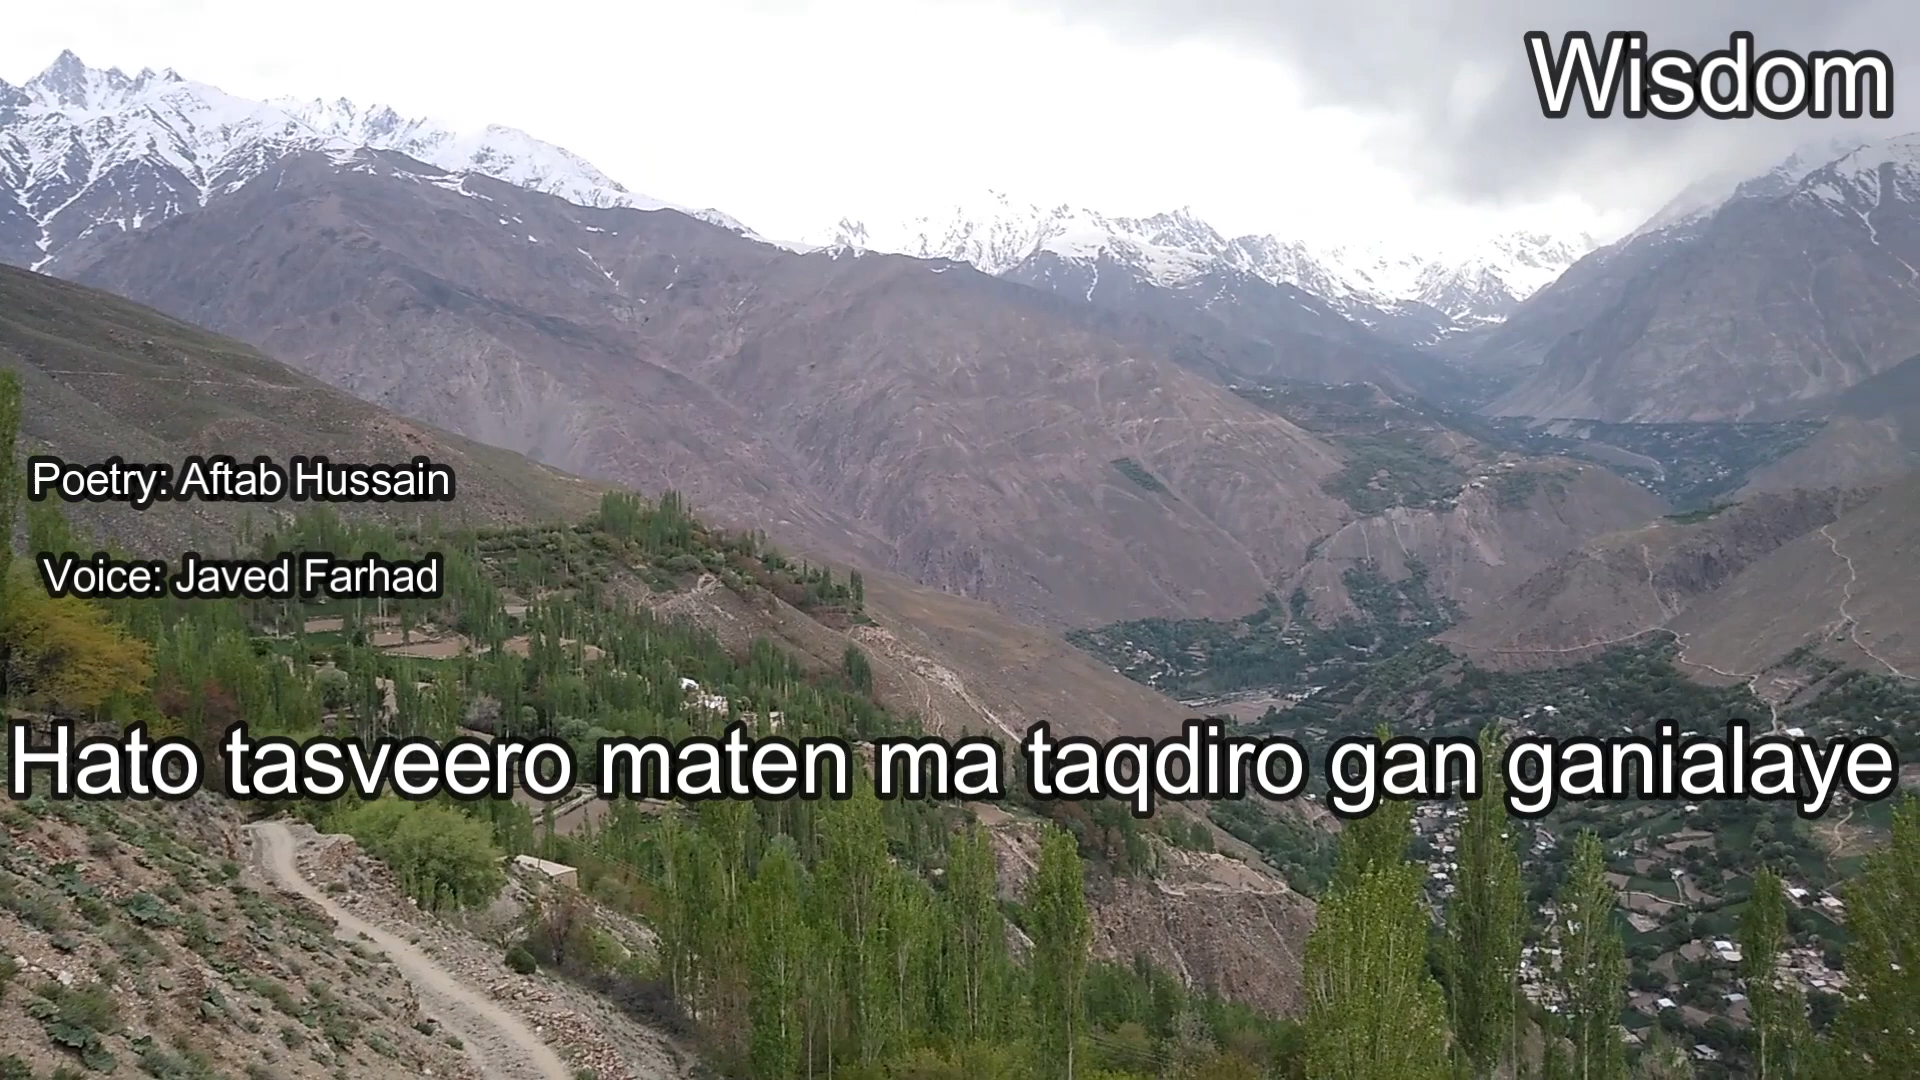 Wisdom
Poetry: Aftab Hussain
Voice: Javed Farhad
Hato tasveero maten ma taqdiro gan ganialaye